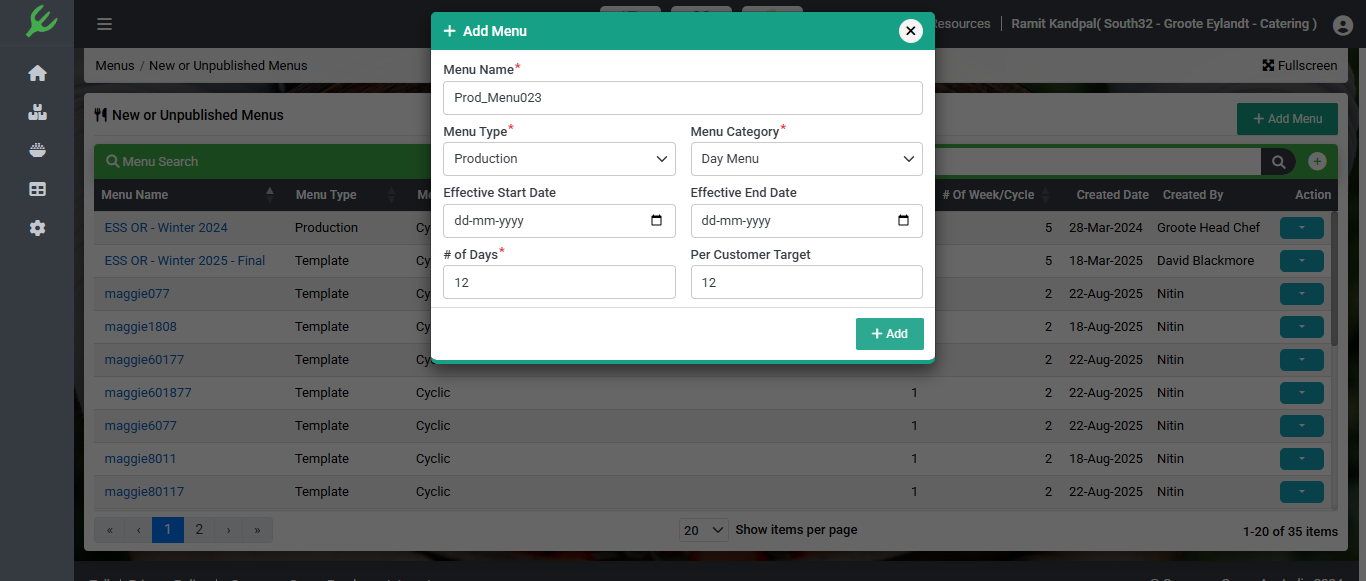 Resources | Ramit Kandpal( South32 - Groote Eylandt - Catering )
Menus / New or Unpublished Menus
Fullscreen
New or Unpublished Menus
+ Add Menu
Menu Search
+ Add Menu
Menu Name*
Prod_Menu023
Menu Type* Menu Category*
Production Day Menu
Effective Start Date Effective End Date
dd-mm-yyyy dd-mm-yyyy
# of Days* Per Customer Target
12 12
+ Add
Menu Name Menu Type # Of Week/Cycle Created Date Created By Action
ESS OR - Winter 2024 Production 5 28-Mar-2024 Groote Head Chef
ESS OR - Winter 2025 - Final Template 5 18-Mar-2025 David Blackmore
maggie077 Template 2 22-Aug-2025 Nitin
maggie1808 Template 2 18-Aug-2025 Nitin
maggie60177 Template 2 22-Aug-2025 Nitin
maggie601877 Template Cyclic 1 2 22-Aug-2025 Nitin
maggie6077 Template Cyclic 1 2 22-Aug-2025 Nitin
maggie8011 Template Cyclic 1 2 18-Aug-2025 Nitin
maggie80117 Template Cyclic 1 2 22-Aug-2025 Nitin
« ‹ 1 2 › » 20 Show items per page 1-20 of 35 items